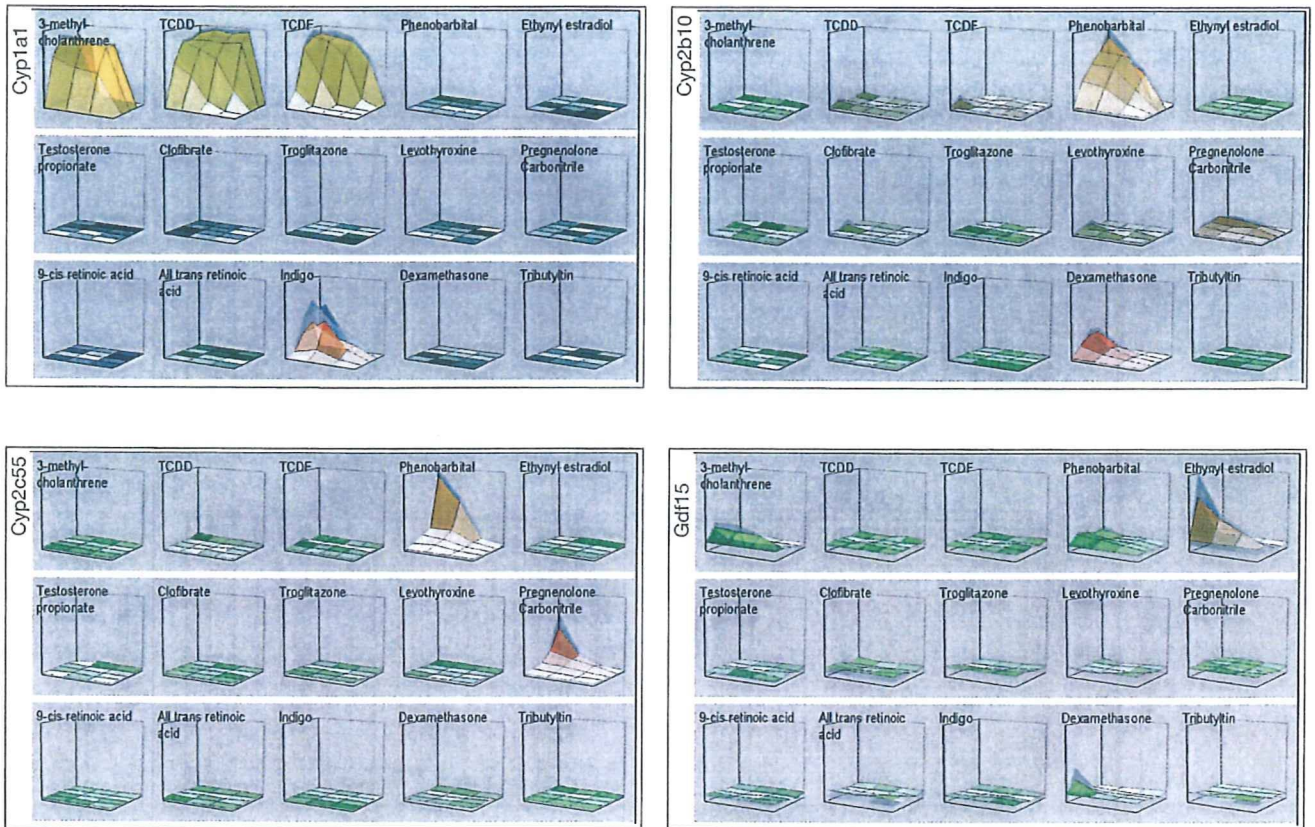 Cyp1a1
3-methyl-
cholanthrene
TCDD
TCDF
Phenobarbital
Ethynyl estradiol
Testosterone
propionate
Clofibrate
Troglitazone
Levothyroxine
Pregnenolone
Carbonitrile
9-cis retinoic acid
All trans retinoic
acid
Indigo
Dexamethasone
Tributyltin
Cyp2b10
3-methyl-
cholanthrene
TCDD
TCDF
Phenobarbital
Ethynyl estradiol
Testosterone
propionate
Clofibrate
Troglitazone
Levothyroxine
Pregnenolone
Carbonitrile
9-cis retinoic acid
All trans retinoic
acid
Indigo
Dexamethasone
Tributyltin
Cyp2c55
3-methyl-
cholanthrene
TCDD
TCDF
Phenobarbital
Ethynyl estradiol
Testosterone
propionate
Clofibrate
Troglitazone
Levothyroxine
Pregnenolone
Carbonitrile
9-cis retinoic acid
All trans retinoic
acid
Indigo
Dexamethasone
Tributyltin
Gdf15
3-methyl-
cholanthrene
TCDD
TCDF
Phenobarbital
Ethynyl estradiol
Testosterone
propionate
Clofibrate
Troglitazone
Levothyroxine
Pregnenolone
Carbonitrile
9-cis retinoic acid
All trans retinoic
acid
Indigo
Dexamethasone
Tributyltin